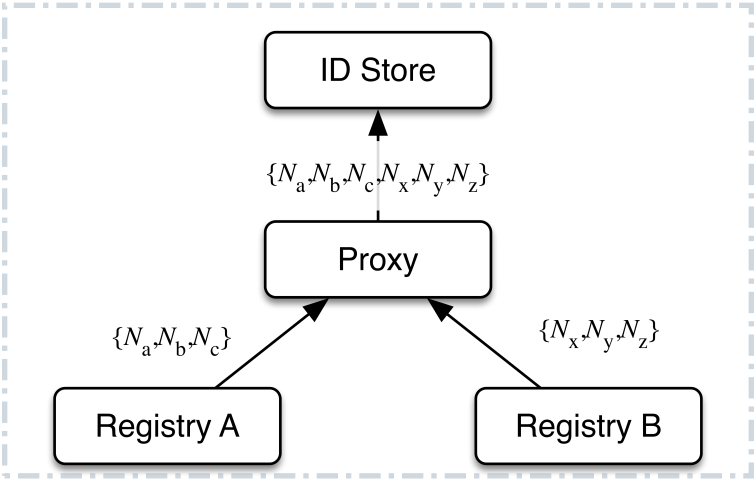 ID Store
{Na,Nb,Nc,Nx,Ny,Nz}
Proxy
{Na,Nb,Nc}
{Nx,Ny,Nz}
Registry A
Registry B